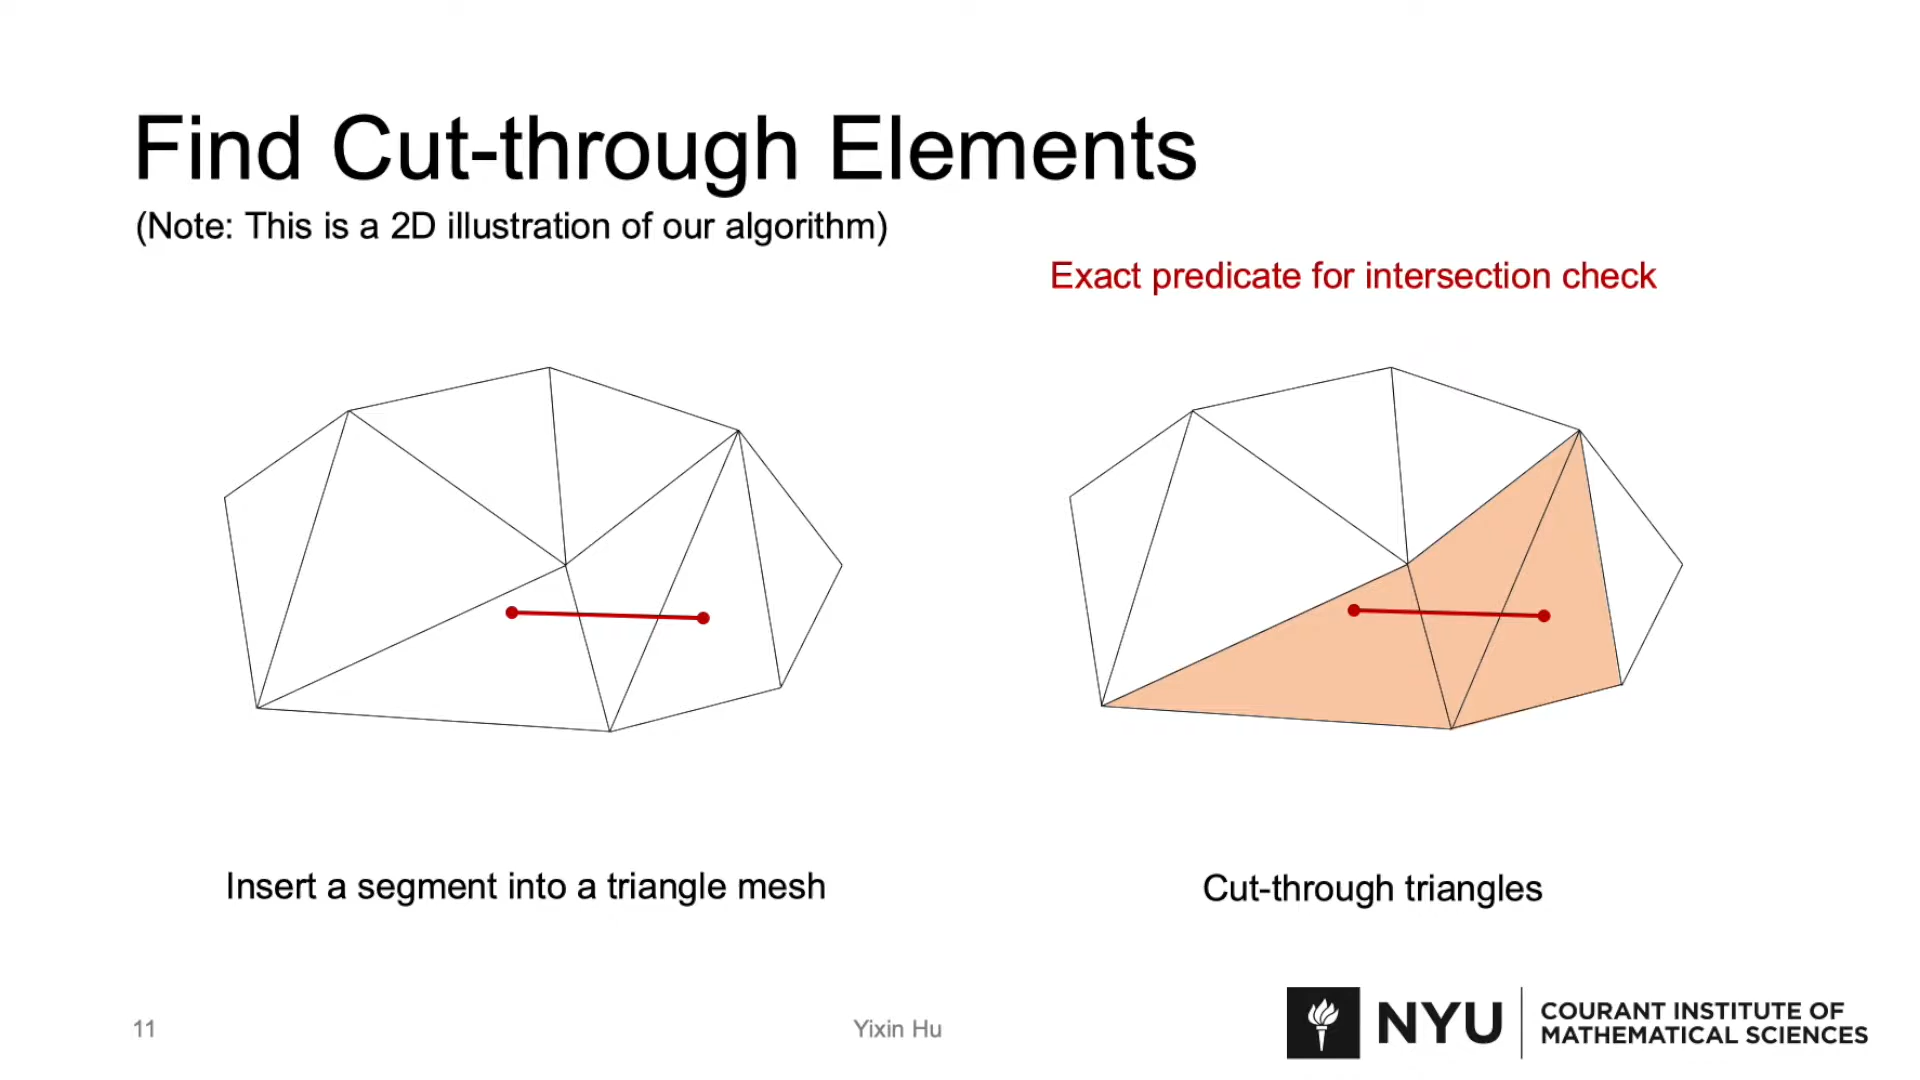 Find Cut-through Elements
(Note: This is a 2D illustration of our algorithm)
Exact predicate for intersection check
Insert a segment into a triangle mesh
Cut-through triangles
11
Yixin Hu
NYU
COURANT INSTITUTE OF
MATHEMATICAL SCIENCES